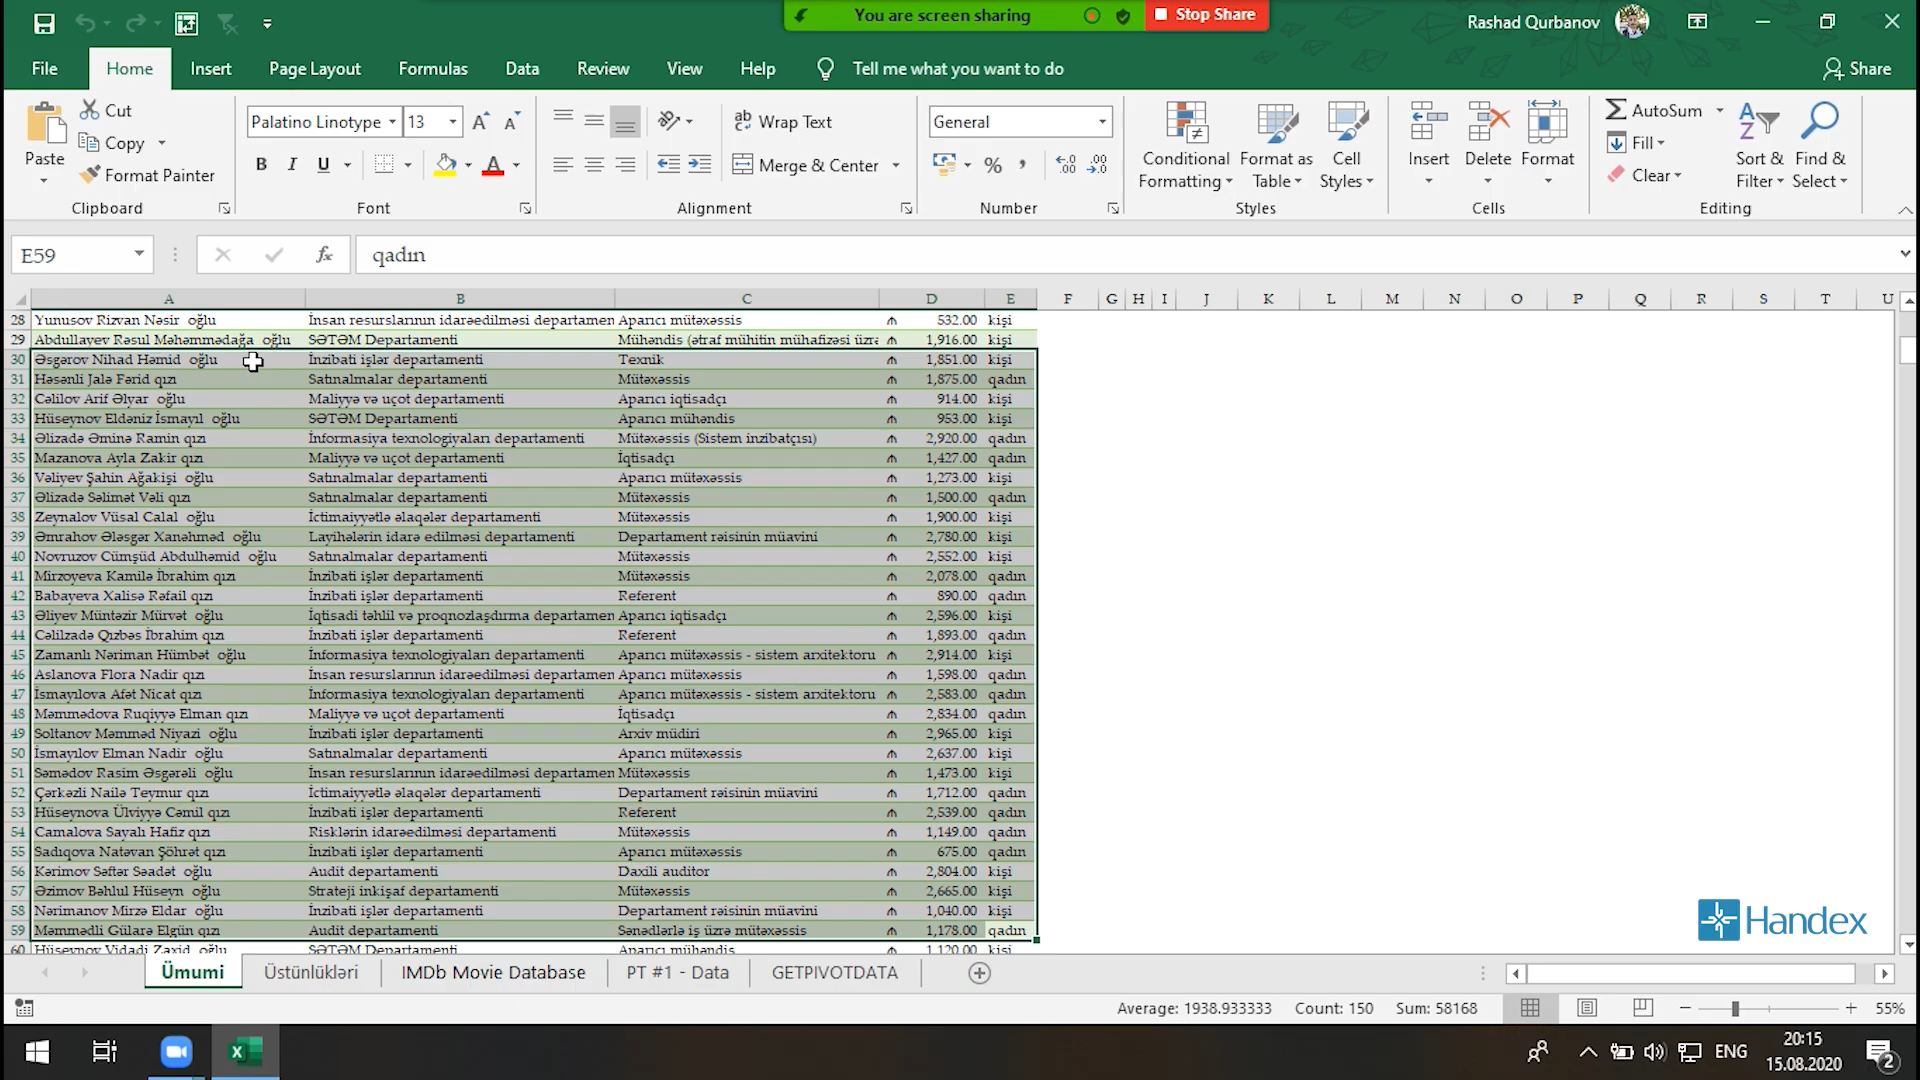 You are screen sharing
Stop Share
Rashad Qurbanov
File Home Insert Page Layout Formulas Data Review View Help Tell me what you want to do Share
Cut
Copy
Format Painter
Paste
Palatino Linotype 13
Wrap Text
Merge & Center
General
Conditional Formatting
Format as Table
Cell Styles
Insert Delete Format
AutoSum
Fill
Clear
Sort & Filter
Find & Select
Clipboard Font Alignment Number Styles Cells Editing
E59 fx qadın
A B C D E F G H I J K L M N O P Q R S T U
28 Yunusov Rizvan Nəsir oğlu İnsan resurslarının idarəedilməsi departamen Aparıcı mütəxəssis ₼ 532.00 kişi
29 Abdullayev Rəsul Məhəmmədağa oğlu SƏTƏM Departamenti Mühəndis (ətraf mühitin mühafizəsi üzrə ₼ 1,916.00 kişi
30 Əsgərov Nihad Həmid oğlu İnzibati işlər departamenti Texnik ₼ 1,851.00 kişi
31 Həsənli Jalə Fərid qızı Satınalmalar departamenti Mütəxəssis ₼ 1,875.00 qadın
32 Cəlilov Arif Əlyar oğlu Maliyyə və uçot departamenti Aparıcı iqtisadçı ₼ 914.00 kişi
33 Hüseynov Eldəniz İsmayıl oğlu SƏTƏM Departamenti Aparıcı mühəndis ₼ 953.00 kişi
34 Əlizadə Əminə Ramin qızı İnformasiya texnologiyaları departamenti Mütəxəssis (Sistem inzibatçısı) ₼ 2,920.00 qadın
35 Mazanova Ayla Zakir qızı Maliyyə və uçot departamenti İqtisadçı ₼ 1,427.00 qadın
36 Vəliyev Şahin Ağakişi oğlu Satınalmalar departamenti Aparıcı mütəxəssis ₼ 1,273.00 kişi
37 Əlizadə Səlimət Vəli qızı Satınalmalar departamenti Mütəxəssis ₼ 1,500.00 qadın
38 Zeynalov Vüsal Calal oğlu İctimaiyyətlə əlaqələr departamenti Mütəxəssis ₼ 1,900.00 kişi
39 Əmrahov Ələsgər Xanəhməd oğlu Layihələrin idarə edilməsi departamenti Departament rəisinin müavini ₼ 2,780.00 kişi
40 Novruzov Cümşüd Abdulhəmid oğlu Satınalmalar departamenti Mütəxəssis ₼ 2,552.00 kişi
41 Mirzoyeva Kamilə İbrahim qızı İnzibati işlər departamenti Mütəxəssis ₼ 2,078.00 qadın
42 Babayeva Xalisə Rəfail qızı İnzibati işlər departamenti Referent ₼ 890.00 qadın
43 Əliyev Müntəzir Mürvət oğlu İqtisadi təhlil və proqnozlaşdırma departamen Aparıcı iqtisadçı ₼ 2,596.00 kişi
44 Cəlilzadə Qızbəs İbrahim qızı İnzibati işlər departamenti Referent ₼ 1,893.00 qadın
45 Zamanlı Nəriman Hümbət oğlu İnformasiya texnologiyaları departamenti Aparıcı mütəxəssis - sistem arxitektoru ₼ 2,914.00 kişi
46 Aslanova Flora Nadir qızı İnsan resurslarının idarəedilməsi departamen Aparıcı mütəxəssis ₼ 1,598.00 qadın
47 İsmayılova Afət Nicat qızı İnformasiya texnologiyaları departamenti Aparıcı mütəxəssis - sistem arxitektoru ₼ 2,583.00 qadın
48 Məmmədova Ruqiyyə Elman qızı Maliyyə və uçot departamenti İqtisadçı ₼ 2,834.00 qadın
49 Soltanov Məmməd Niyazi oğlu İnzibati işlər departamenti Arxiv müdiri ₼ 2,965.00 kişi
50 İsmayılov Elman Nadir oğlu Satınalmalar departamenti Aparıcı mütəxəssis ₼ 2,637.00 kişi
51 Səmədov Rasim Əsgərəli oğlu İnsan resurslarının idarəedilməsi departamen Mütəxəssis ₼ 1,473.00 kişi
52 Çərkəzli Nailə Teymur qızı İctimaiyyətlə əlaqələr departamenti Departament rəisinin müavini ₼ 1,712.00 qadın
53 Hüseynova Ülviyyə Cəmil qızı İnzibati işlər departamenti Referent ₼ 2,539.00 qadın
54 Camalova Sayalı Hafiz qızı Risklərin idarəedilməsi departamenti Mütəxəssis ₼ 1,149.00 qadın
55 Sadıqova Natəvan Şöhrət qızı İnzibati işlər departamenti Aparıcı mütəxəssis ₼ 675.00 qadın
56 Kərimov Səftər Səadət oğlu Audit departamenti Daxili auditor ₼ 2,804.00 kişi
57 Əzimov Bəhlul Hüseyn oğlu Strateji inkişaf departamenti Mütəxəssis ₼ 2,665.00 kişi
58 Nərimanov Mirzə Eldar oğlu İnzibati işlər departamenti Departament rəisinin müavini ₼ 1,040.00 kişi
59 Məmmədli Gülarə Elgün qızı Audit departamenti Sənədlərlə iş üzrə mütəxəssis ₼ 1,178.00 qadın
60 Hüseynov Vidadi Zaxid oğlu SƏTƏM Departamenti Aparıcı mühəndis ₼ 1,120.00 kişi
Handex
Ümumi Üstünlükləri IMDb Movie Database PT #1 - Data GETPIVOTDATA
Average: 1938.933333 Count: 150 Sum: 58168 55%
ENG
20:15
15.08.2020
2